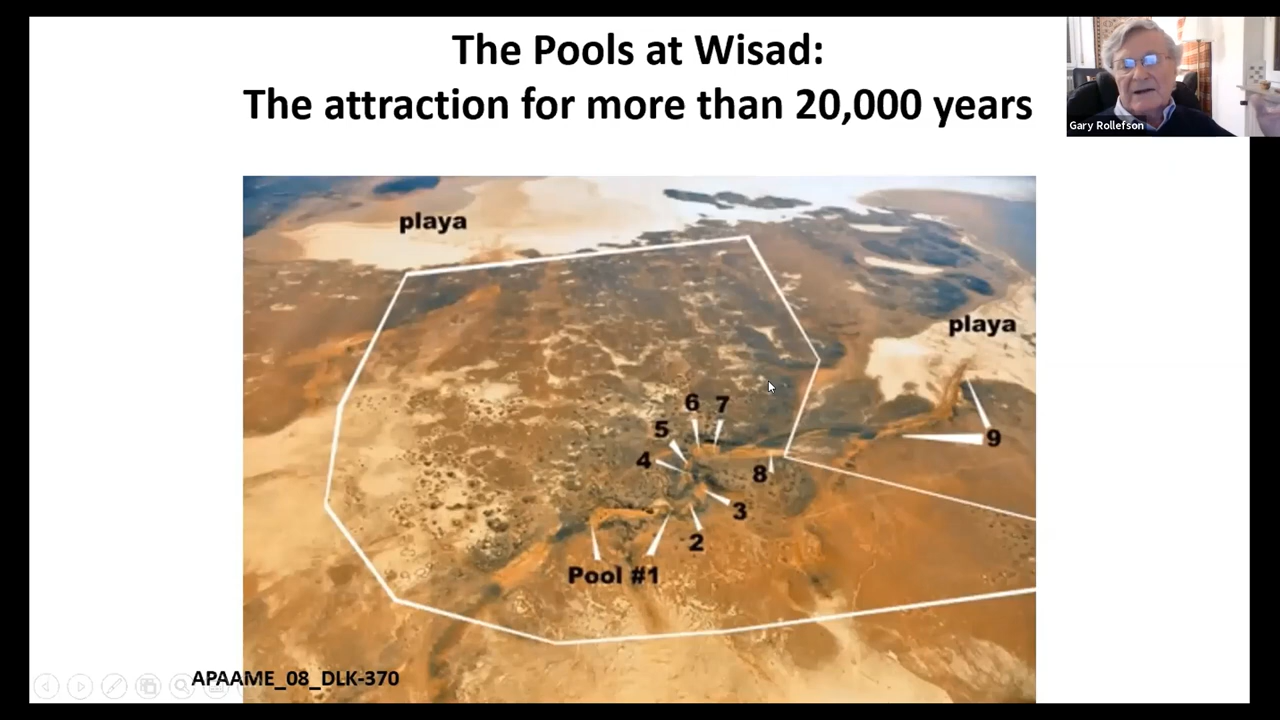 The Pools at Wisad:
The attraction for more than 20,000 years
Gary Rollefson
playa
playa
6 7
5
4
9
8
3
2
Pool #1
APAAME_08_DLK-370